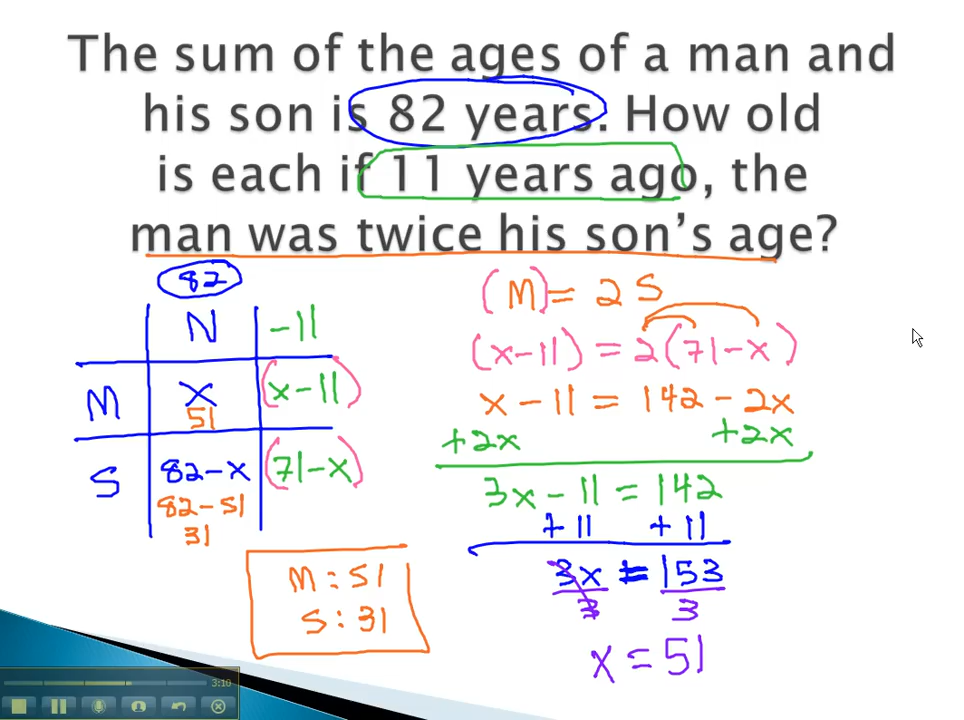 The sum of the ages of a man and
his son is 82 years. How old
is each if 11 years ago, the
man was twice his son's age?
82
N -11
M x (x-11)
51
S 82-x (71-x)
82-51
31
M: 51
S: 31
(M) = 2 S
(x-11) = 2(71-x)
x - 11 = 142 - 2x
+2x +2x
3x - 11 = 142
+ 11 + 11
3x = 153
3 3
x = 51
3:10